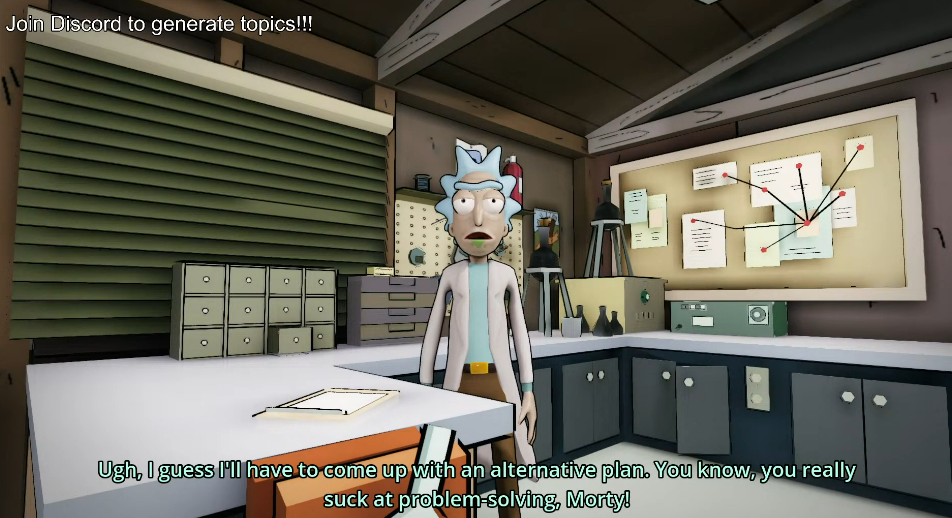 Join Discord to generate topics!!!
Ugh, I guess I'll have to come up with an alternative plan. You know, you really
suck at problem-solving, Morty!